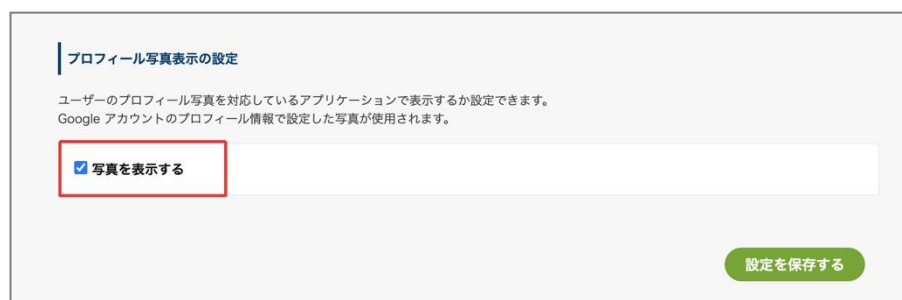 プロフィール写真表示の設定
ユーザーのプロフィール写真を対応しているアプリケーションで表示するか設定できます。
Google アカウントのプロフィール情報で設定した写真が使用されます。
写真を表示する
設定を保存する